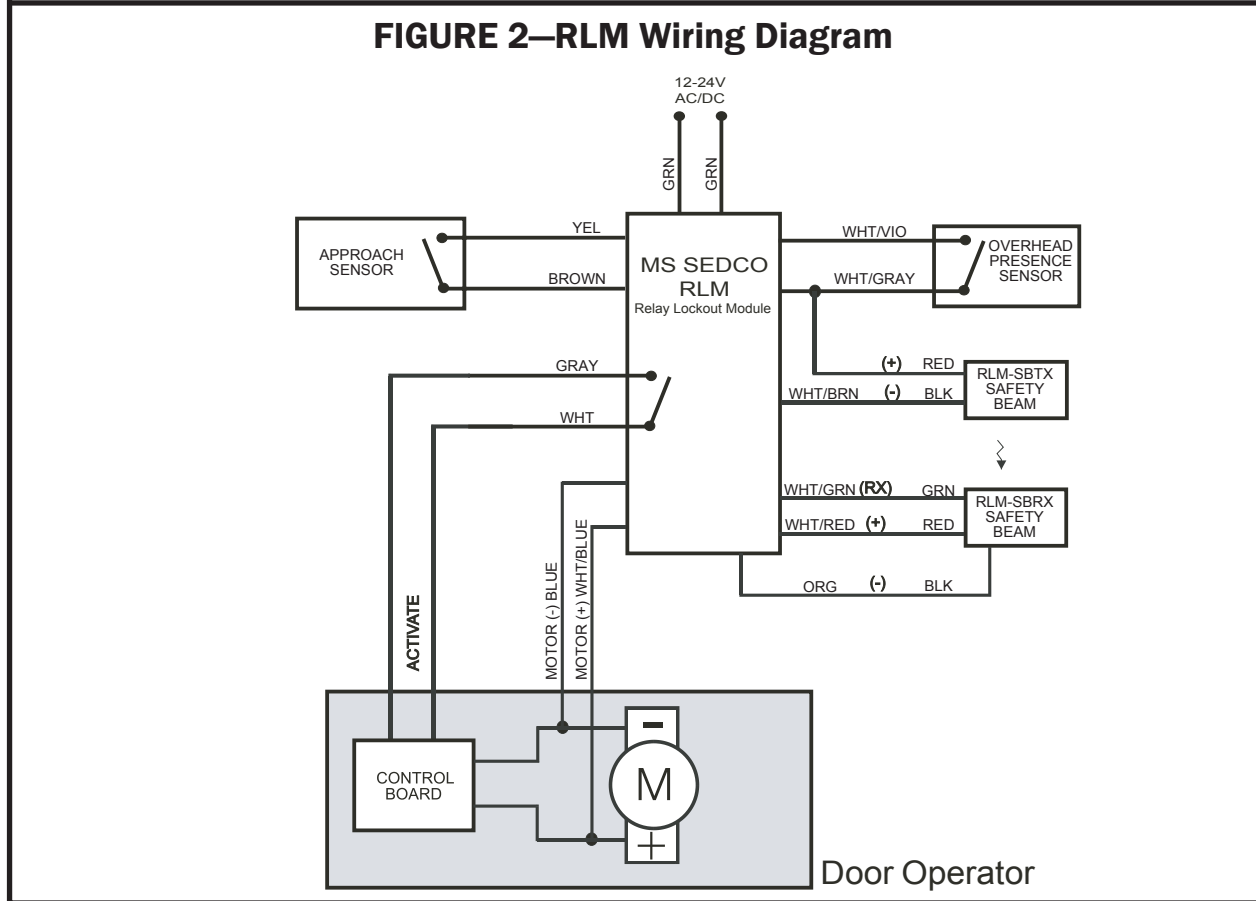 FIGURE 2—RLM Wiring Diagram
12-24V
AC/DC
GRN
GRN
APPROACH
SENSOR
YEL
BROWN
MS SEDCO
RLM
Relay Lockout Module
WHT/VIO
WHT/GRAY
OVERHEAD
PRESENCE
SENSOR
GRAY
WHT
(+) RED
WHT/BRN (-) BLK
RLM-SBTX
SAFETY
BEAM
WHT/GRN (RX) GRN
WHT/RED (+) RED
RLM-SBRX
SAFETY
BEAM
ORG (-) BLK
ACTIVATE
MOTOR (-) BLUE
MOTOR (+) WHT/BLUE
CONTROL
BOARD
-
M
+
Door Operator